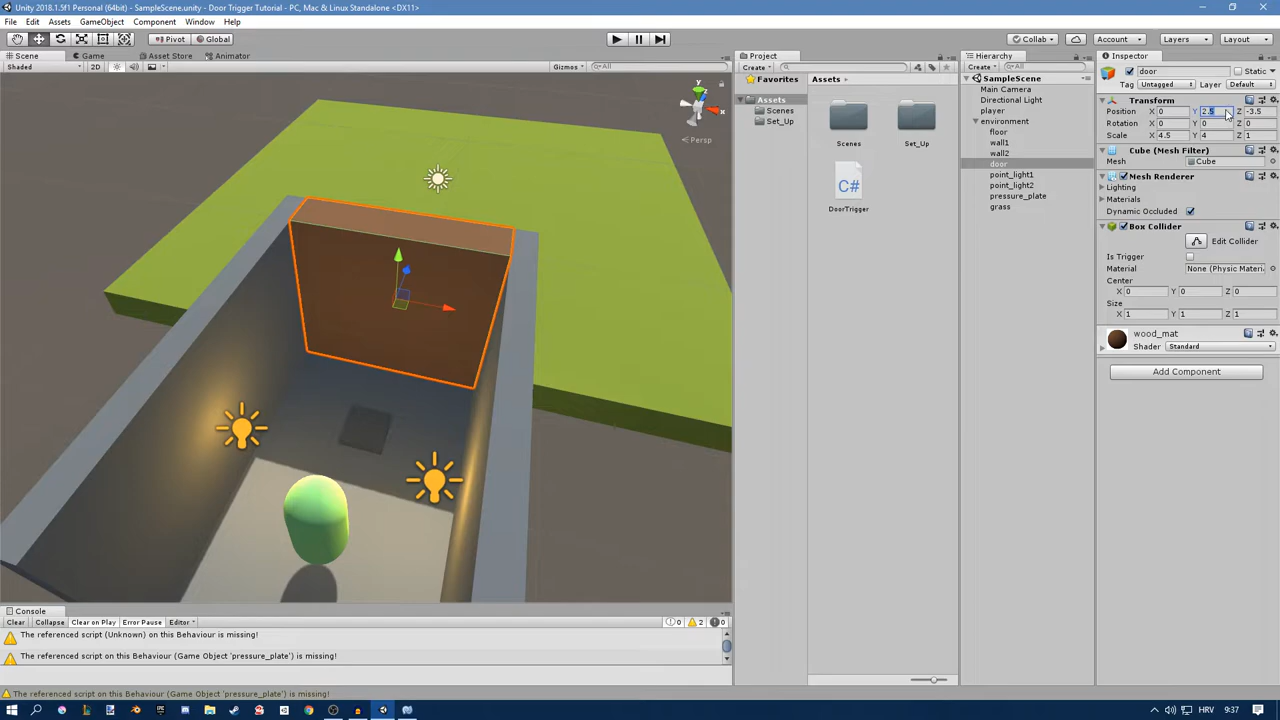 Unity 2018.1.5f1 Personal (64bit) - SampleScene.unity - Door Trigger Tutorial - PC, Mac & Linux Standalone <DX11>
File Edit Assets GameObject Component Window Help
Pivot Global Collab Account Layers Layout
Scene Game Asset Store Animator
Shaded 2D Gizmos All
y
x
z
Persp
Project
Create
Favorites
Assets
Assets
Scenes
Set_Up
Scenes
Set_Up
C#
DoorTrigger
Hierarchy
Create All
SampleScene
Main Camera
Directional Light
player
environment
floor
wall1
wall2
door
point_light1
point_light2
pressure_plate
grass
Inspector
door Static
Tag Untagged Layer Default
Transform
Position X 0 Y 2.5 Z -3.5
Rotation X 0 Y 0 Z 0
Scale X 4.5 Y 4 Z 1
Cube (Mesh Filter)
Mesh Cube
Mesh Renderer
Lighting
Materials
Dynamic Occluded
Box Collider
Edit Collider
Is Trigger
Material None (Physic Materi
Center
X 0 Y 0 Z 0
Size
X 1 Y 1 Z 1
wood_mat
Shader Standard
Add Component
Console
Clear Collapse Clear on Play Error Pause Editor 0 2 0
The referenced script (Unknown) on this Behaviour is missing!
The referenced script on this Behaviour (Game Object 'pressure_plate') is missing!
The referenced script on this Behaviour (Game Object 'pressure_plate') is missing!
HRV 9:37